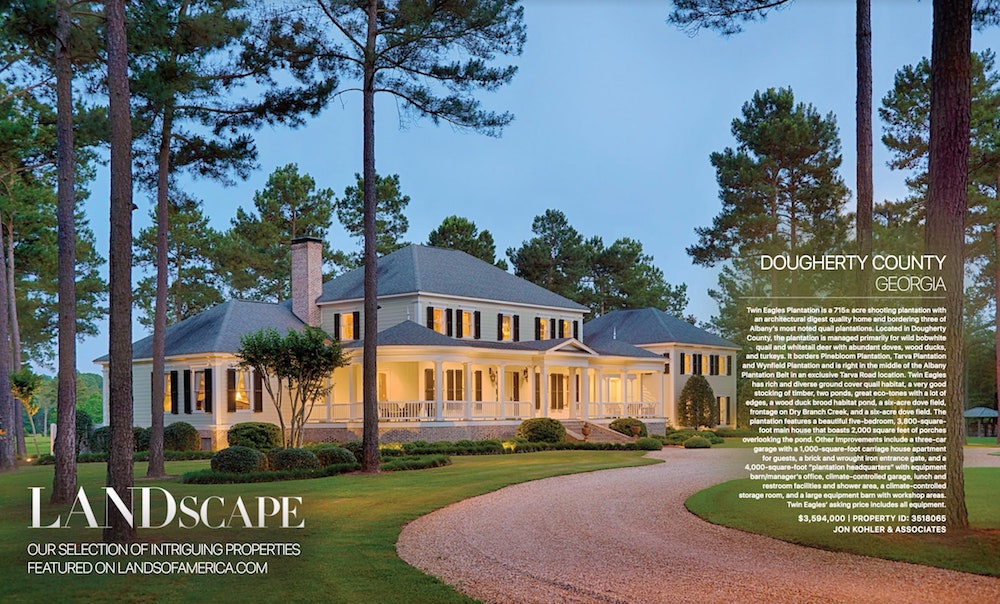 DOUGHERTY COUNTY
GEORGIA
Twin Eagles Plantation is a 715± acre shooting plantation with
an architectural digest quality home and bordering three of
Albany's most noted quail plantations. Located in Dougherty
County, the plantation is managed primarily for wild bobwhite
quail and whitetail deer with abundant doves, wood ducks,
and turkeys. It borders Pinebloom Plantation, Tarva Plantation
and Wynfield Plantation and is right in the middle of the Albany
Plantation Belt in an exclusive Tarva Road location. Twin Eagles
has rich and diverse ground cover quail habitat, a very good
stocking of timber, two ponds, great eco-tones with a lot of
edges, a wood duck brood habitat pond, a six-acre dove field,
frontage on Dry Branch Creek, and a six-acre dove field. The
plantation features a beautiful five-bedroom, 3,800-square-
foot main house that boasts 2,000 square feet of porches
overlooking the pond. Other improvements include a three-car
garage with a 1,000-square-foot carriage house apartment
for guests, a brick and wrought iron entrance gate, and a
4,000-square-foot "plantation headquarters" with equipment
barn/manager's office, climate-controlled garage, lunch and
restroom facilities and shower area, a climate-controlled
storage room, and a large equipment barn with workshop areas.
Twin Eagles' asking price includes all equipment.
$3,594,000 | PROPERTY ID: 3518065
JON KOHLER & ASSOCIATES
LANDSCAPE
OUR SELECTION OF INTRIGUING PROPERTIES
FEATURED ON LANDSOFAMERICA.COM